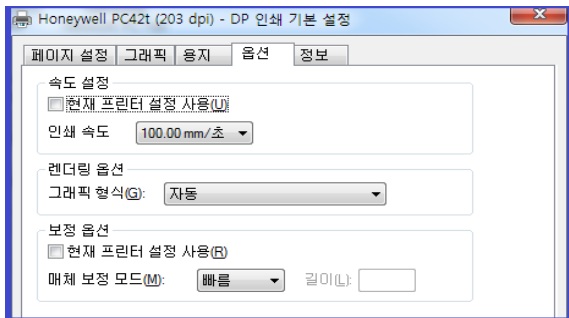 Honeywell PC42t (203 dpi) - DP 인쇄 기본 설정
페이지 설정 그래픽 용지 옵션 정보
속도 설정
현재 프린터 설정 사용(U)
인쇄 속도 100.00 mm/초
렌더링 옵션
그래픽 형식(G): 자동
보정 옵션
현재 프린터 설정 사용(R)
매체 보정 모드(M): 빠름 길이(L):